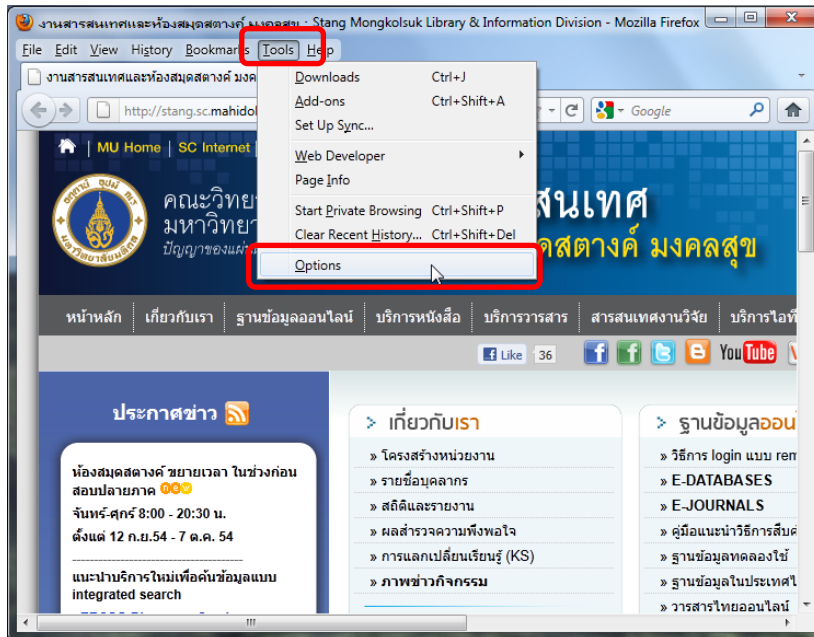 งานสารสนเทศและห้องสมุดสตางค์ มงคลสุข : Stang Mongkolsuk Library & Information Division - Mozilla Firefox
File Edit View History Bookmarks Tools Help
งานสารสนเทศและห้องสมุดสตางค์ มงค
Downloads Ctrl+J
Add-ons Ctrl+Shift+A
Set Up Sync...
Web Developer
Page Info
Start Private Browsing Ctrl+Shift+P
Clear Recent History... Ctrl+Shift+Del
Options
http://stang.sc.mahidol
Google
MU Home | SC Internet
คณะวิทย
มหาวิทยา
ปัญญาของแผ่น
สนเทศ
ดสตางค์ มงคลสุข
หน้าหลัก เกี่ยวกับเรา ฐานข้อมูลออนไลน์ บริการหนังสือ บริการวารสาร สารสนเทศงานวิจัย บริการไอที
Like 36
YouTube
ประกาศข่าว
ห้องสมุดสตางค์ ขยายเวลา ในช่วงก่อน
สอบปลายภาค new
จันทร์-ศุกร์ 8:00 - 20:30 น.
ตั้งแต่ 12 ก.ย.54 - 7 ต.ค. 54
แนะนำบริการใหม่เพื่อค้นข้อมูลแบบ
integrated search
เกี่ยวกับเรา
» โครงสร้างหน่วยงาน
» รายชื่อบุคลากร
» สถิติและรายงาน
» ผลสำรวจความพึงพอใจ
» การแลกเปลี่ยนเรียนรู้ (KS)
» ภาพข่าวกิจกรรม
ฐานข้อมูลออน
» วิธีการ login แบบ rem
» E-DATABASES
» E-JOURNALS
» คู่มือแนะนำวิธีการสืบค้
» ฐานข้อมูลทดลองใช้
» ฐานข้อมูลในประเทศไ
» วารสารไทยออนไลน์